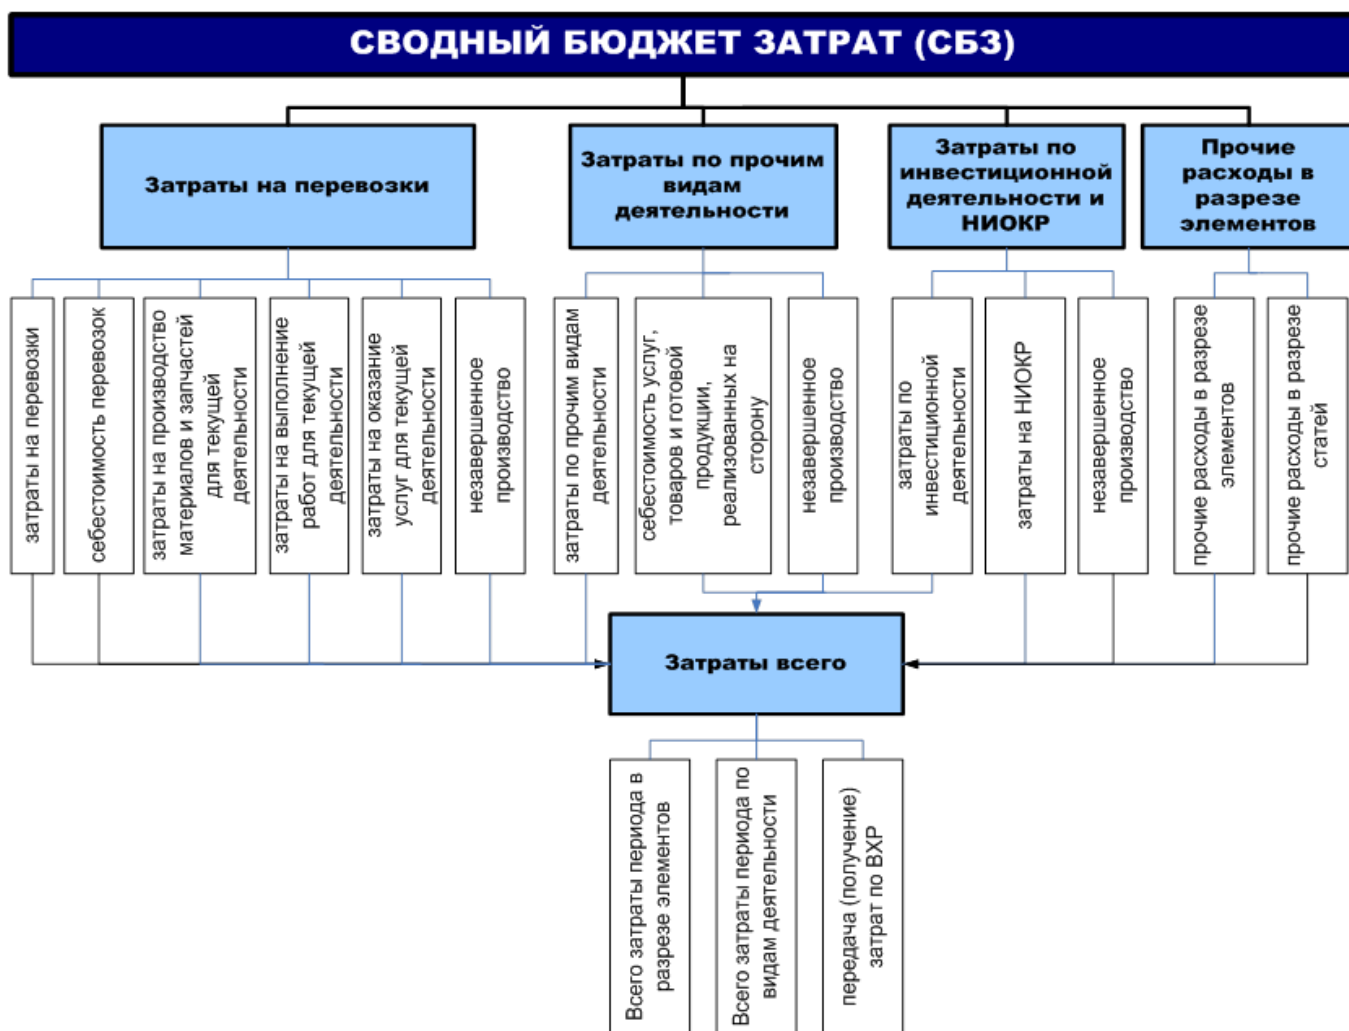 СВОДНЫЙ БЮДЖЕТ ЗАТРАТ (СБЗ)
Затраты на перевозки
Затраты по прочим
видам
деятельности
Затраты по
инвестиционной
деятельности и
НИОКР
Прочие
расходы в
разрезе
элементов
затраты на перевозки
себестоимость перевозок
затраты на производство
материалов и запчастей
для текущей
деятельности
затраты на выполнение
работ для текущей
деятельности
затраты на оказание
услуг для текущей
деятельности
незавершенное
производство
затраты по прочим видам
деятельности
себестоимость услуг,
товаров и готовой
продукции,
реализованных на
сторону
незавершенное
производство
затраты по
инвестиционной
деятельности
затраты на НИОКР
незавершенное
производство
прочие расходы в разрезе
элементов
прочие расходы в разрезе
статей
Затраты всего
Всего затраты периода в
разрезе элементов
Всего затраты периода по
видам деятельности
передача (получение)
затрат по ВХР